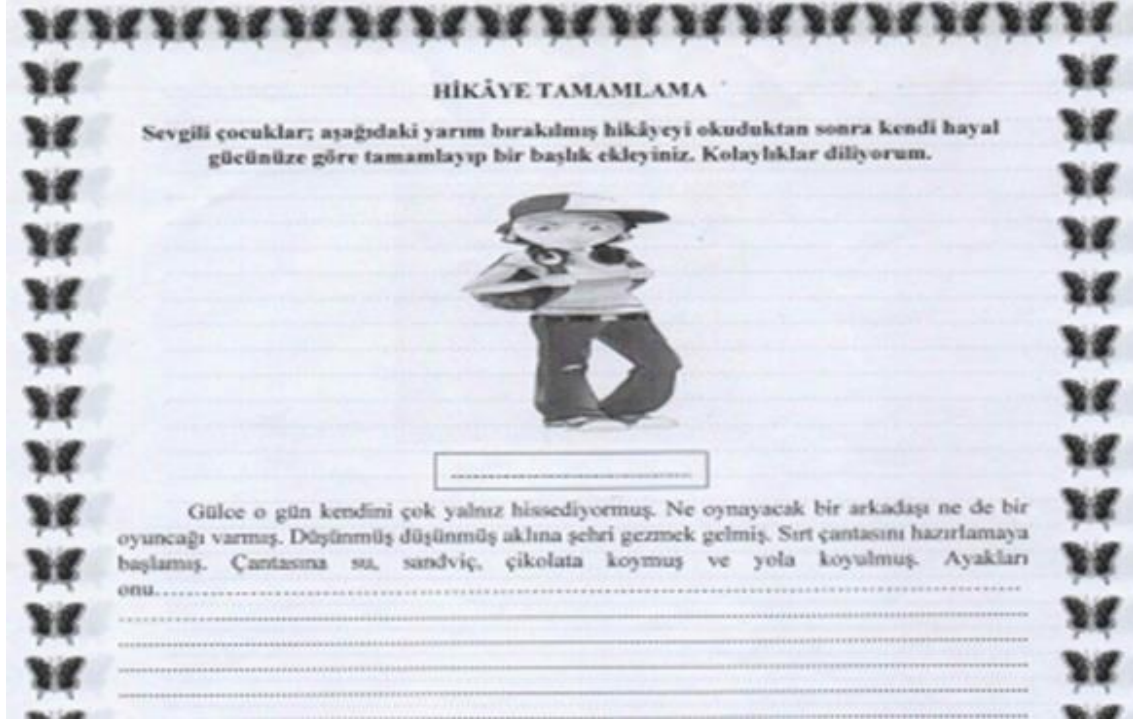 HİKÂYE TAMAMLAMA
Sevgili çocuklar; aşağıdaki yarım bırakılmış hikâyeyi okuduktan sonra kendi hayal
gücünüze göre tamamlayıp bir başlık ekleyiniz. Kolaylıklar diliyorum.
Gülce o gün kendini çok yalnız hissediyormuş. Ne oynayacak bir arkadaşı ne de bir
oyuncağı varmış. Düşünmüş düşünmüş aklına şehri gezmek gelmiş. Sırt çantasını hazırlamaya
başlamış. Çantasına su, sandviç, çikolata koymuş ve yola koyulmuş. Ayakları
onu